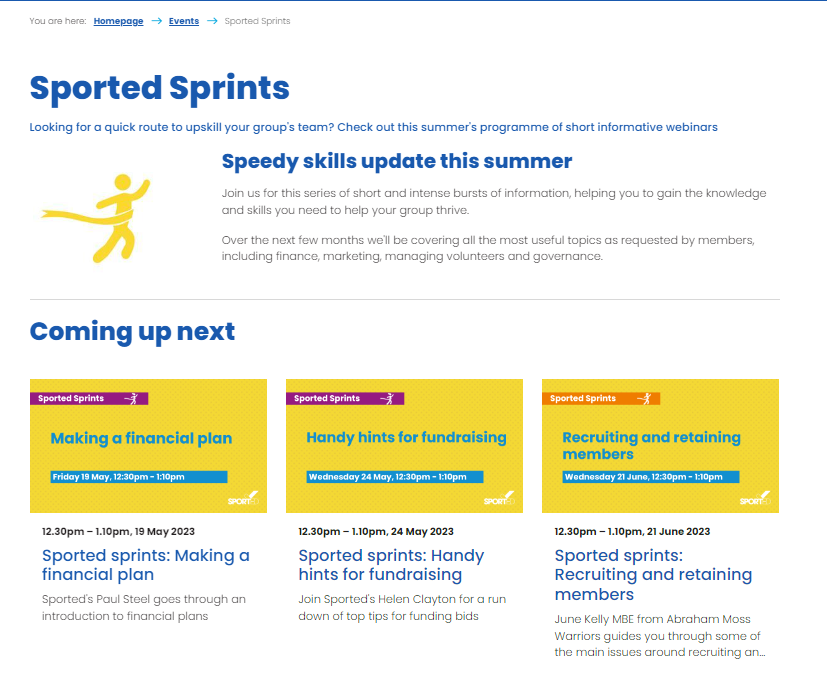 You are here: Homepage → Events → Sported Sprints
Sported Sprints
Looking for a quick route to upskill your group's team? Check out this summer's programme of short informative webinars
Speedy skills update this summer
Join us for this series of short and intense bursts of information, helping you to gain the knowledge
and skills you need to help your group thrive.
Over the next few months we'll be covering all the most useful topics as requested by members,
including finance, marketing, managing volunteers and governance.
Coming up next
Sported Sprints
Making a financial plan
Friday 19 May, 12:30pm - 1:10pm
SPORTED
12.30pm – 1.10pm, 19 May 2023
Sported sprints: Making a
financial plan
Sported's Paul Steel goes through an
introduction to financial plans
Sported Sprints
Handy hints for fundraising
Wednesday 24 May, 12:30pm - 1:10pm
SPORTED
12.30pm – 1.10pm, 24 May 2023
Sported sprints: Handy
hints for fundraising
Join Sported's Helen Clayton for a run
down of top tips for funding bids
Sported Sprints
Recruiting and retaining
members
Wednesday 21 June, 12:30pm - 1:10pm
SPORTED
12.30pm – 1.10pm, 21 June 2023
Sported sprints:
Recruiting and retaining
members
June Kelly MBE from Abraham Moss
Warriors guides you through some of
the main issues around recruiting an...